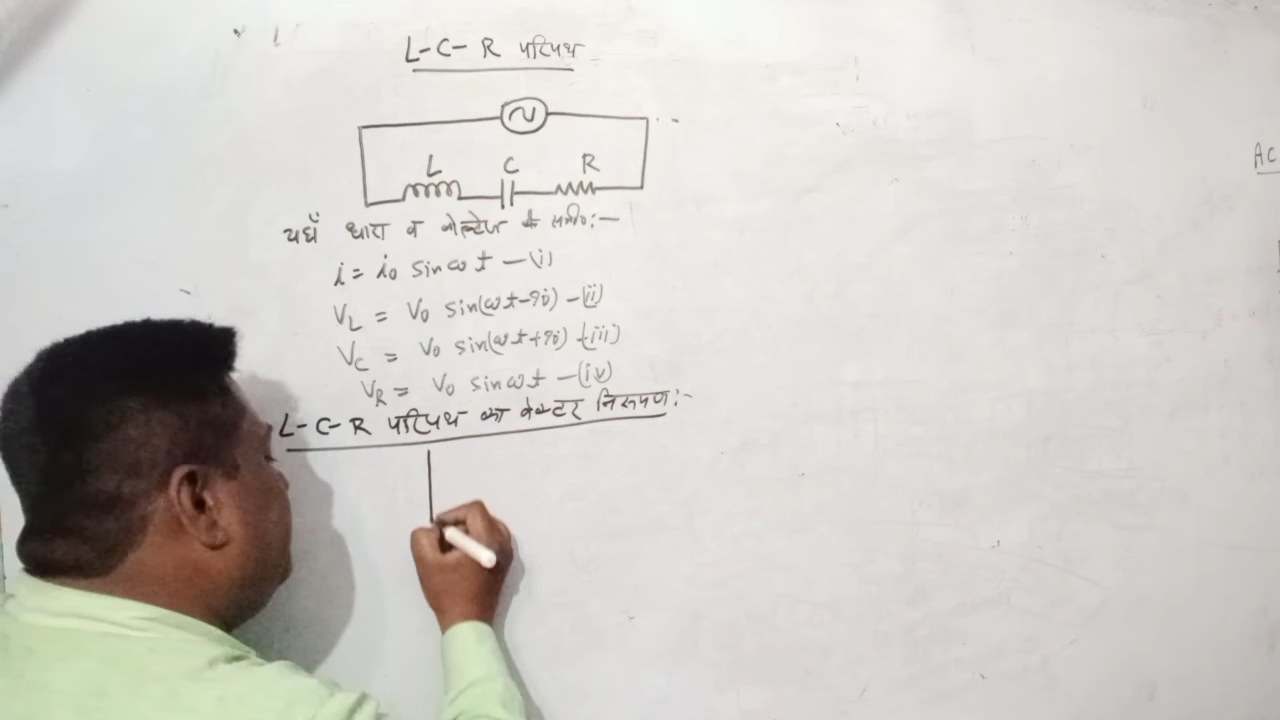 L-C-R परिपथ
L C R
यहाँ धारा व वोल्टेज के समी०:-
i = i₀ sin ωt -(i)
V_L = V₀ sin(ωt-90) -(ii)
V_C = V₀ sin(ωt+90) -(iii)
V_R = V₀ sin ωt -(iv)
L-C-R परिपथ का वेक्टर निरूपण:-
AC